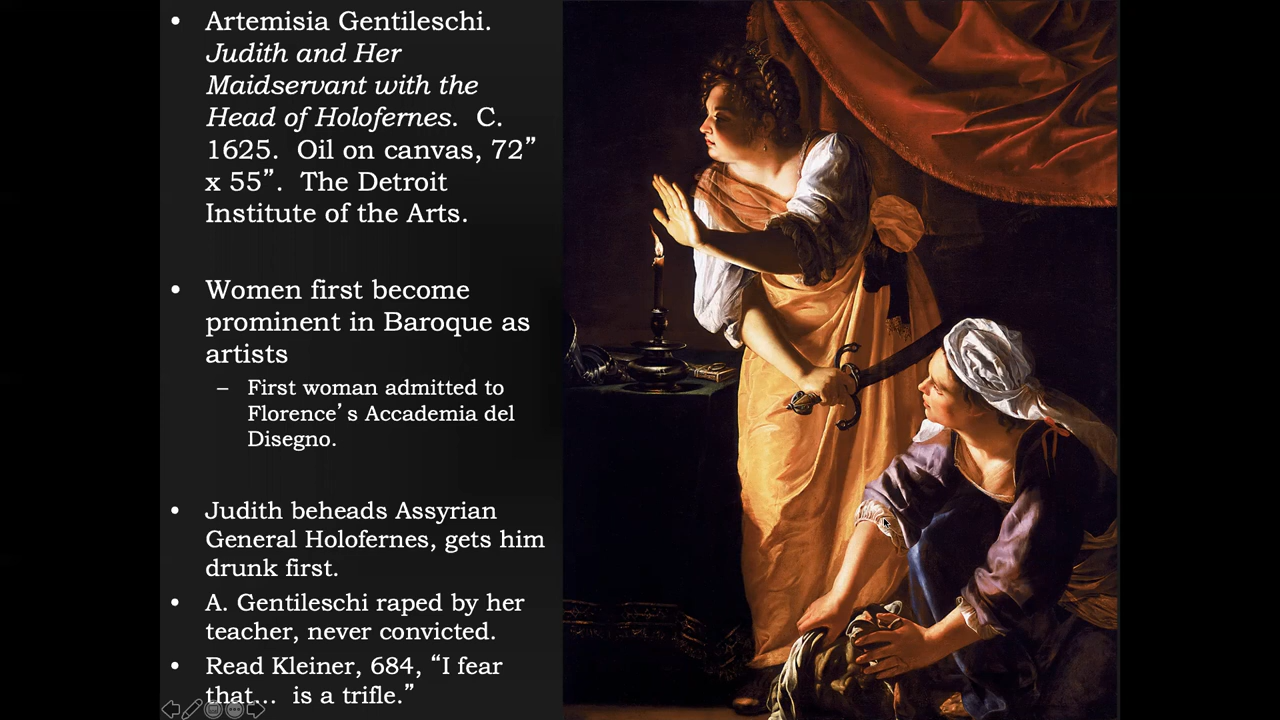 • Artemisia Gentileschi.
Judith and Her
Maidservant with the
Head of Holofernes. C.
1625. Oil on canvas, 72”
x 55”. The Detroit
Institute of the Arts.
• Women first become
prominent in Baroque as
artists
– First woman admitted to
Florence’s Accademia del
Disegno.
• Judith beheads Assyrian
General Holofernes, gets him
drunk first.
• A. Gentileschi raped by her
teacher, never convicted.
• Read Kleiner, 684, “I fear
that… is a trifle.”